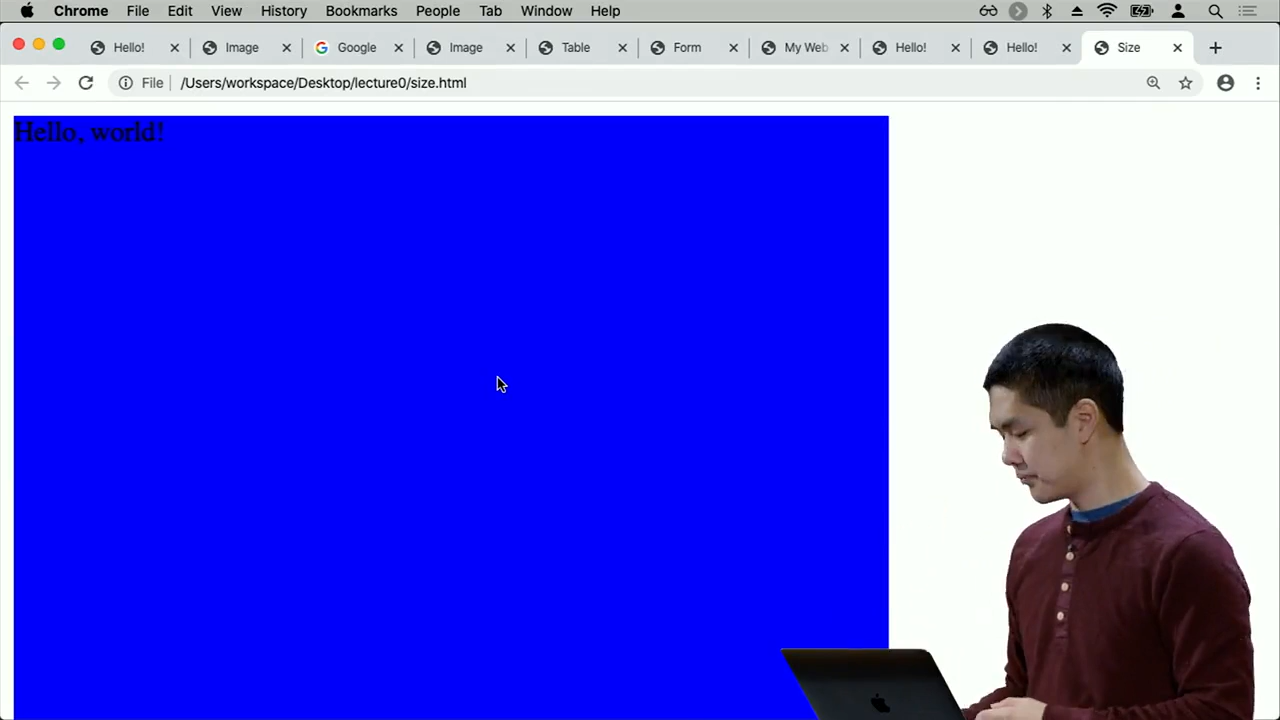 Chrome File Edit View History Bookmarks People Tab Window Help
Hello! Image Google Image Table Form My Web Hello! Hello! Size
File /Users/workspace/Desktop/lecture0/size.html
Hello, world!